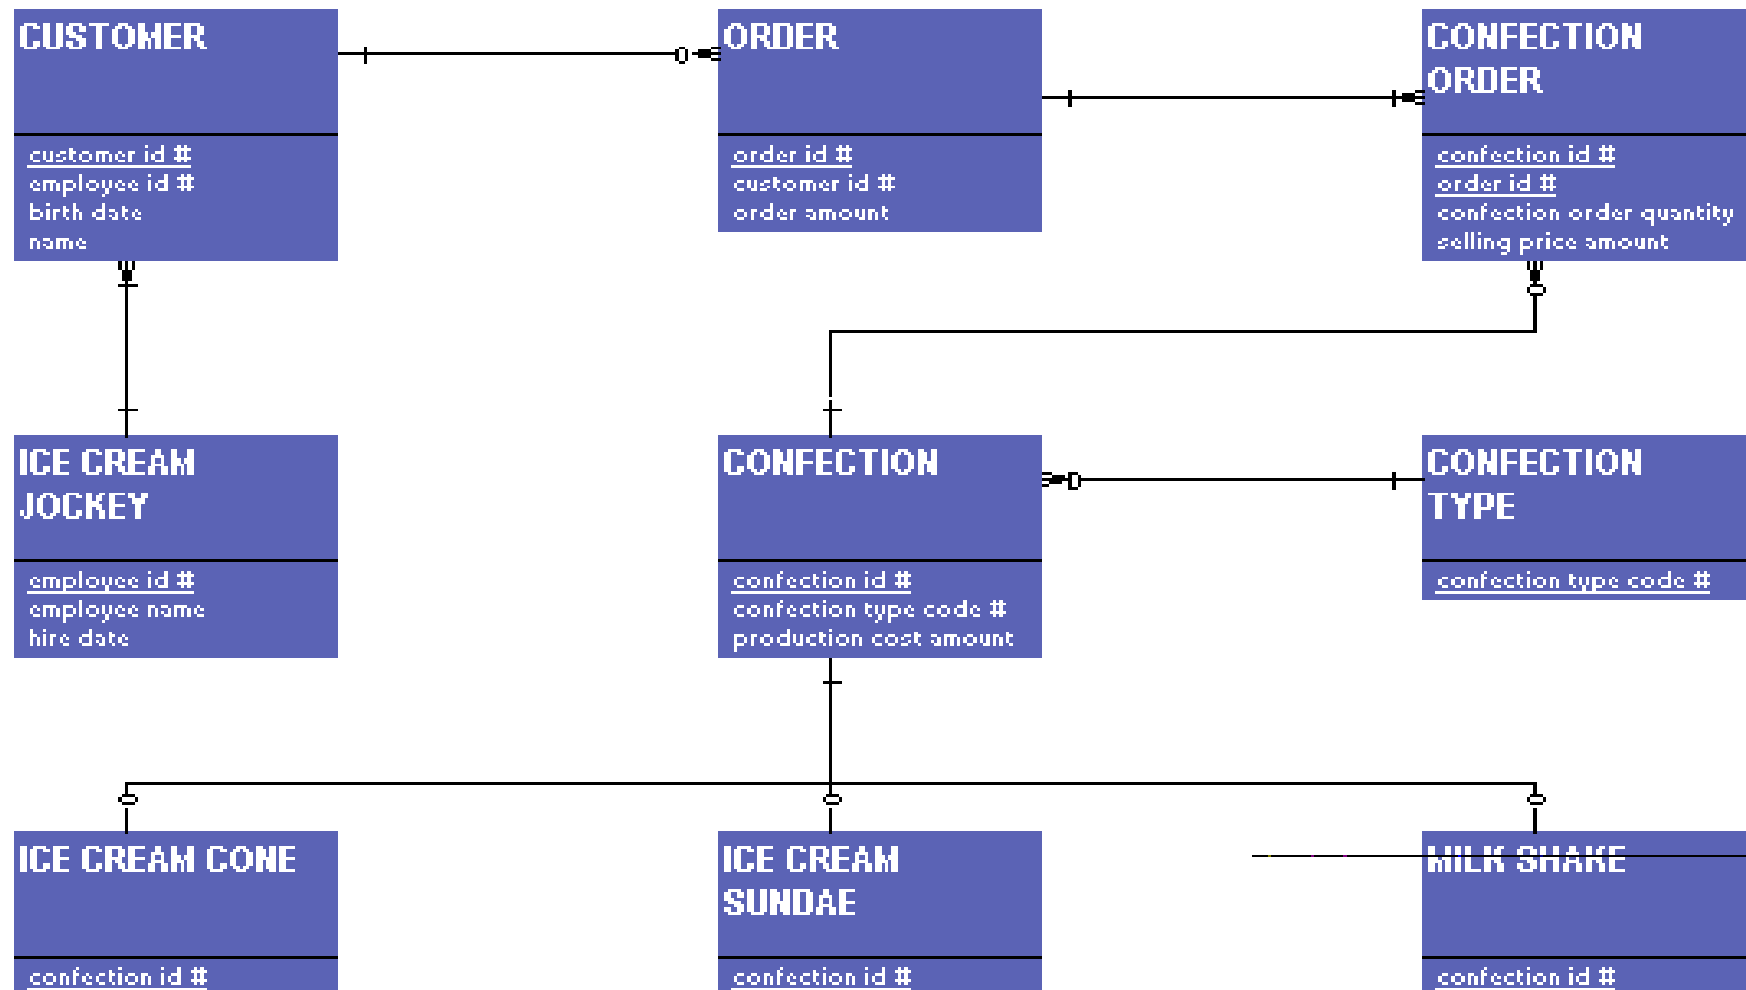 CUSTOMER
customer id #
employee id #
birth date
name
ORDER
order id #
customer id #
order amount
CONFECTION
ORDER
confection id #
order id #
confection order quantity
selling price amount
ICE CREAM
JOCKEY
employee id #
employee name
hire date
CONFECTION
confection id #
confection type code #
production cost amount
CONFECTION
TYPE
confection type code #
ICE CREAM CONE
confection id #
ICE CREAM
SUNDAE
confection id #
MILK SHAKE
confection id #